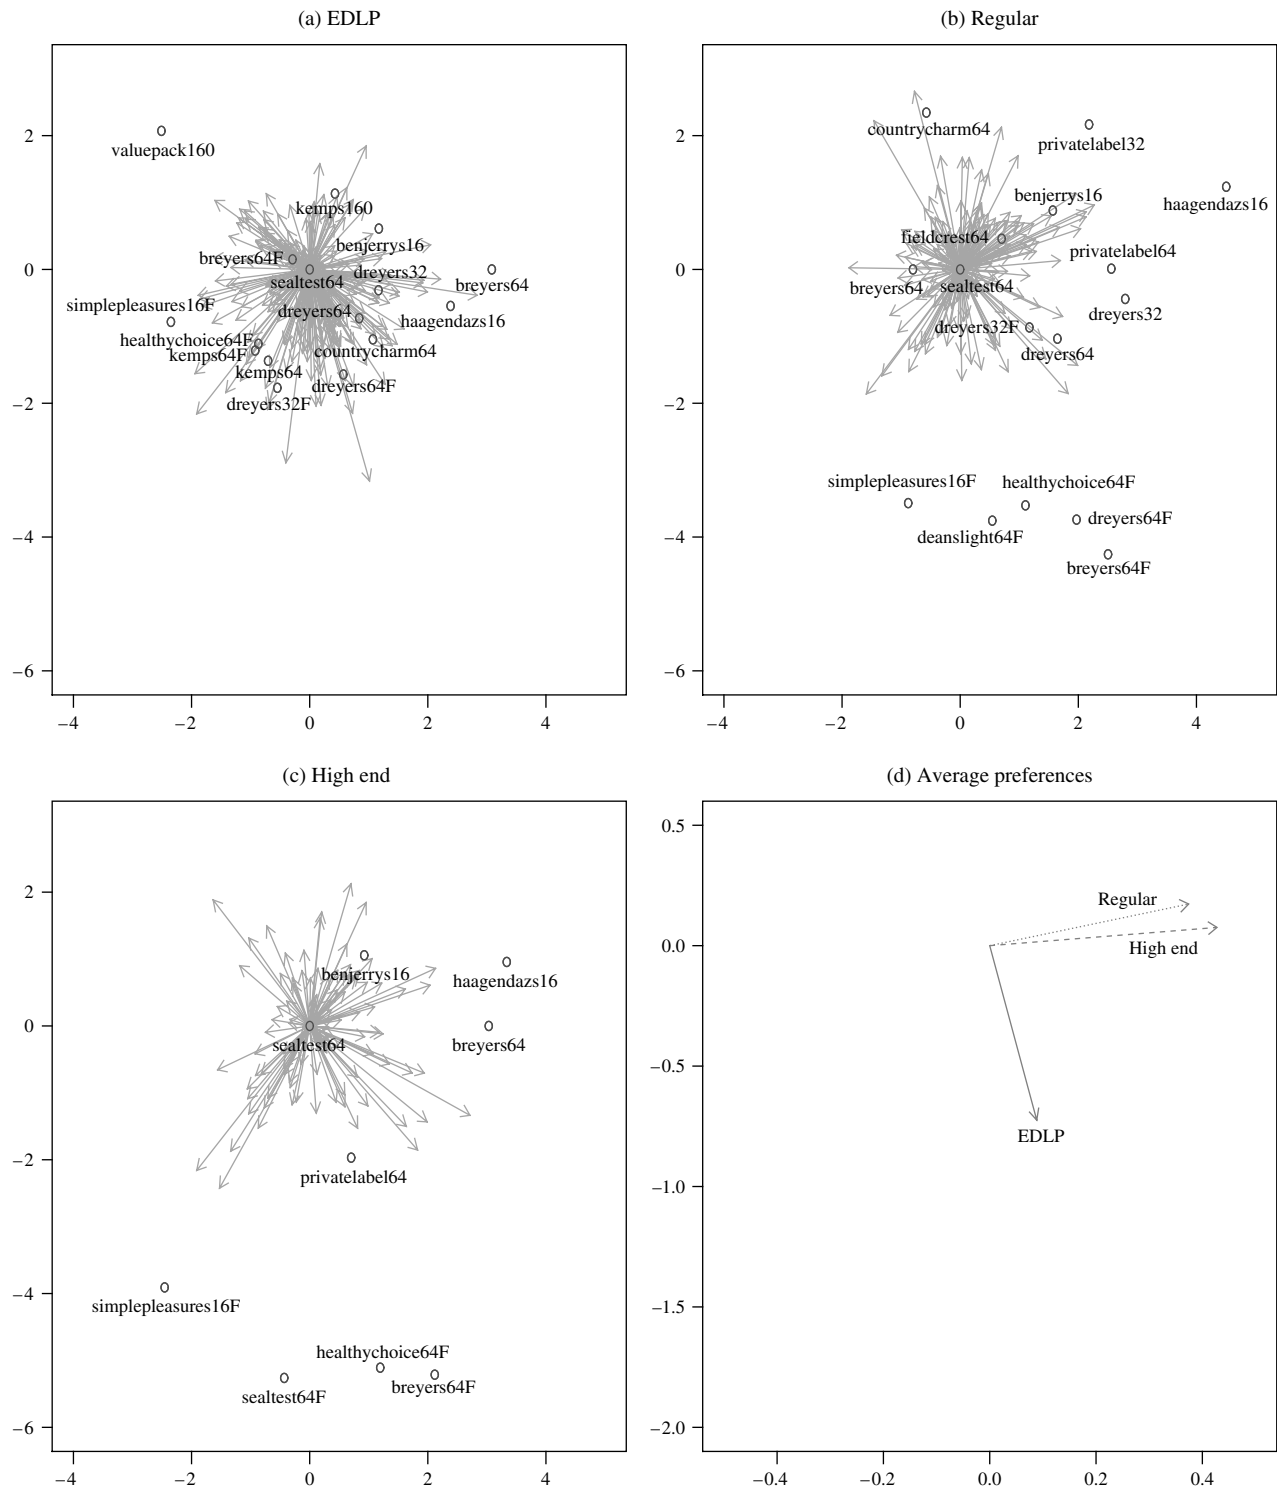 (a) EDLP
(b) Regular
2
0
−2
−4
−6
−4
−2
0
2
4
valuepack160
kemps160
benjerrys16
breyers64F
dreyers32
sealtest64
breyers64
simplepleasures16F
dreyers64
haagendazs16
healthychoice64F
countrycharm64
kemps64F
kemps64
dreyers64F
dreyers32F
2
0
−2
−4
−6
−4
−2
0
2
4
countrycharm64
privatelabel32
benjerrys16
haagendazs16
fieldcrest64
privatelabel64
breyers64
sealtest64
dreyers32
dreyers32F
dreyers64
simplepleasures16F
healthychoice64F
dreyers64F
deanslight64F
breyers64F
(c) High end
(d) Average preferences
2
0
−2
−4
−6
−4
−2
0
2
4
benjerrys16
haagendazs16
sealtest64
breyers64
privatelabel64
simplepleasures16F
healthychoice64F
sealtest64F
breyers64F
0.5
0.0
−0.5
−1.0
−1.5
−2.0
−0.4
−0.2
0.0
0.2
0.4
Regular
High end
EDLP